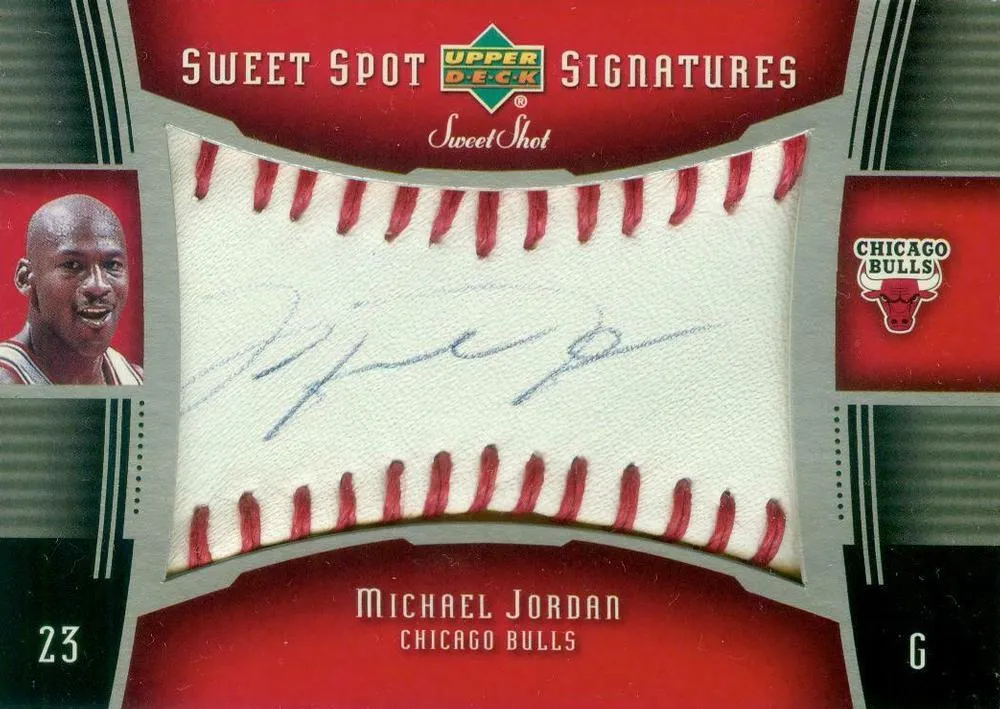 SWEET SPOT UPPER DECK ® SIGNATURES
Sweet Shot
CHICAGO
BULLS
MICHAEL JORDAN
CHICAGO BULLS
23
G